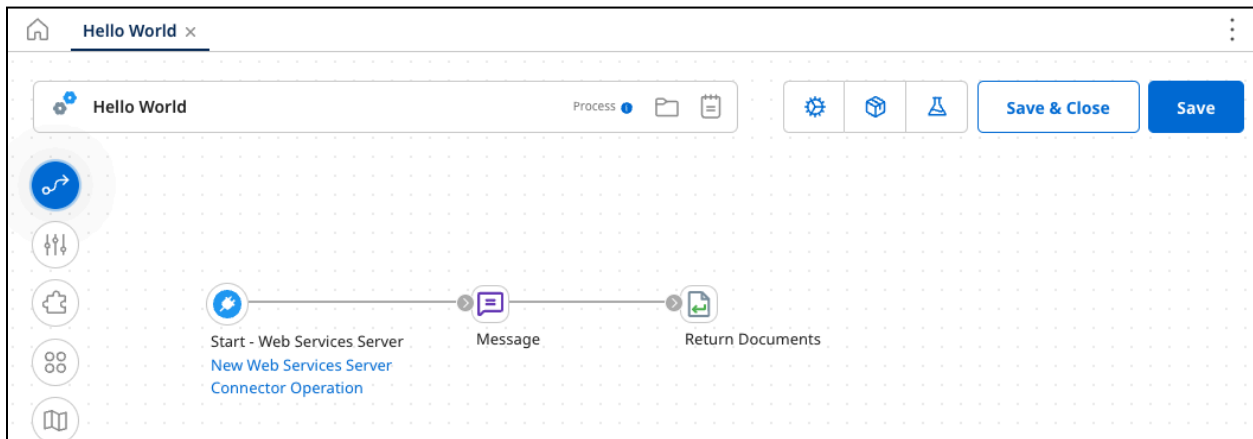 Hello World
Hello World
Process
Save & Close
Save
Start - Web Services Server
New Web Services Server
Connector Operation
Message
Return Documents